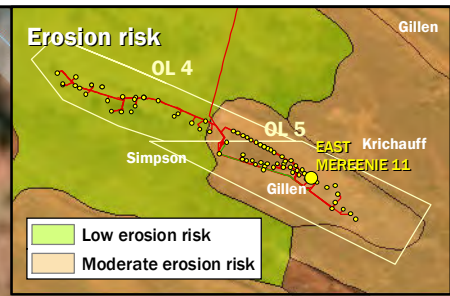 Erosion risk
Gillen
OL 4
OL 5
EAST
MEREENIE 11
Krichauff
Simpson
Gillen
Low erosion risk
Moderate erosion risk